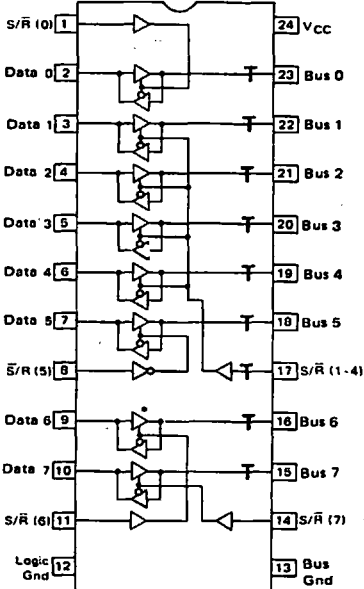 S/R̅ (0) 1
24 VCC
Data 0 2
23 Bus 0
Data 1 3
22 Bus 1
Data 2 4
21 Bus 2
Data 3 5
20 Bus 3
Data 4 6
19 Bus 4
Data 5 7
18 Bus 5
S̅/R (5) 8
17 S/R̅ (1-4)
Data 6 9
16 Bus 6
Data 7 10
15 Bus 7
S/R̅ (6) 11
14 S/R̅ (7)
Logic
Gnd 12
13 Bus
Gnd